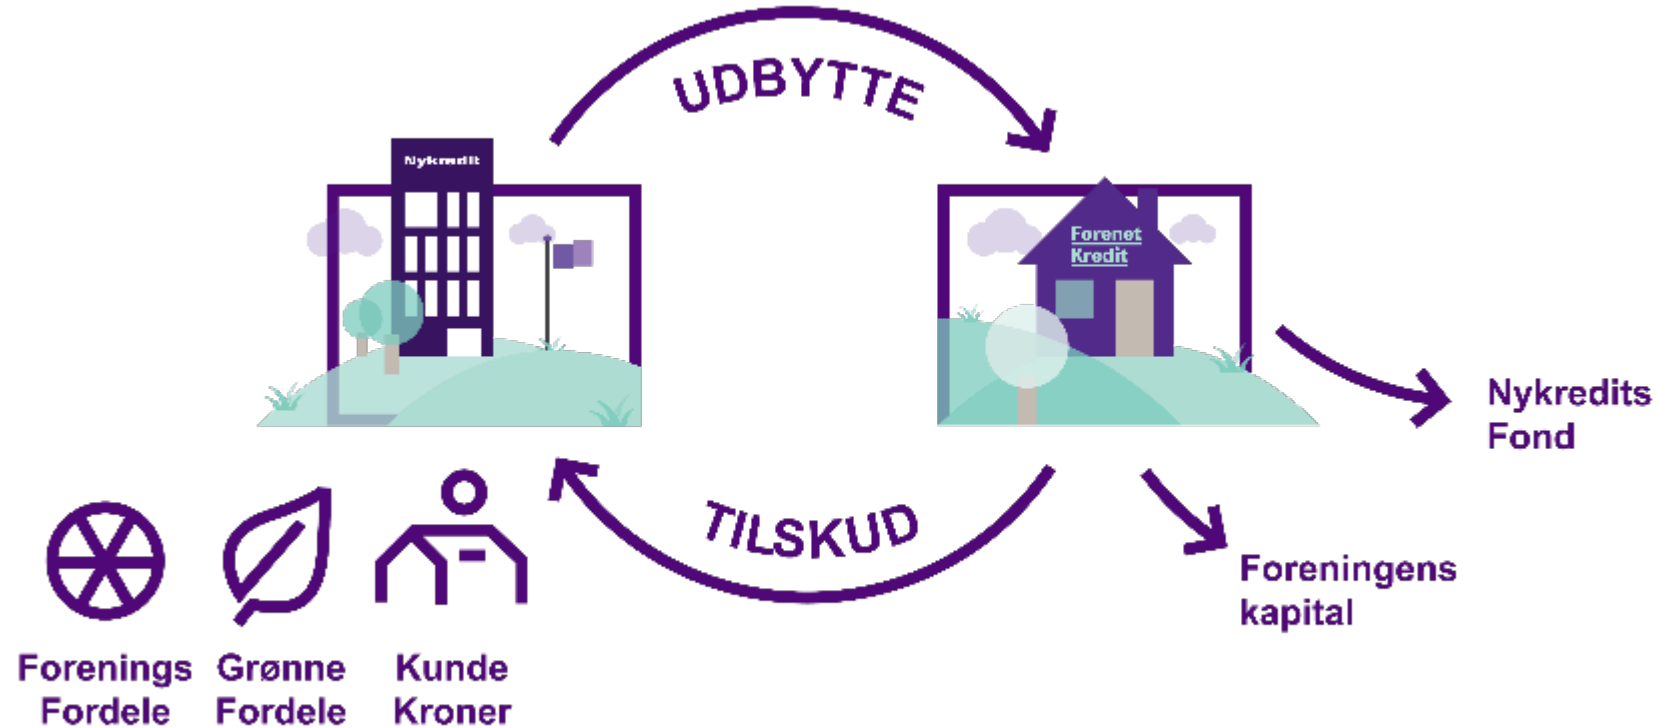 UDBYTTE
Nykredit
Forenet
Kredit
Nykredits
Fond
TILSKUD
Foreningens
kapital
Forenings
Fordele
Grønne
Fordele
Kunde
Kroner